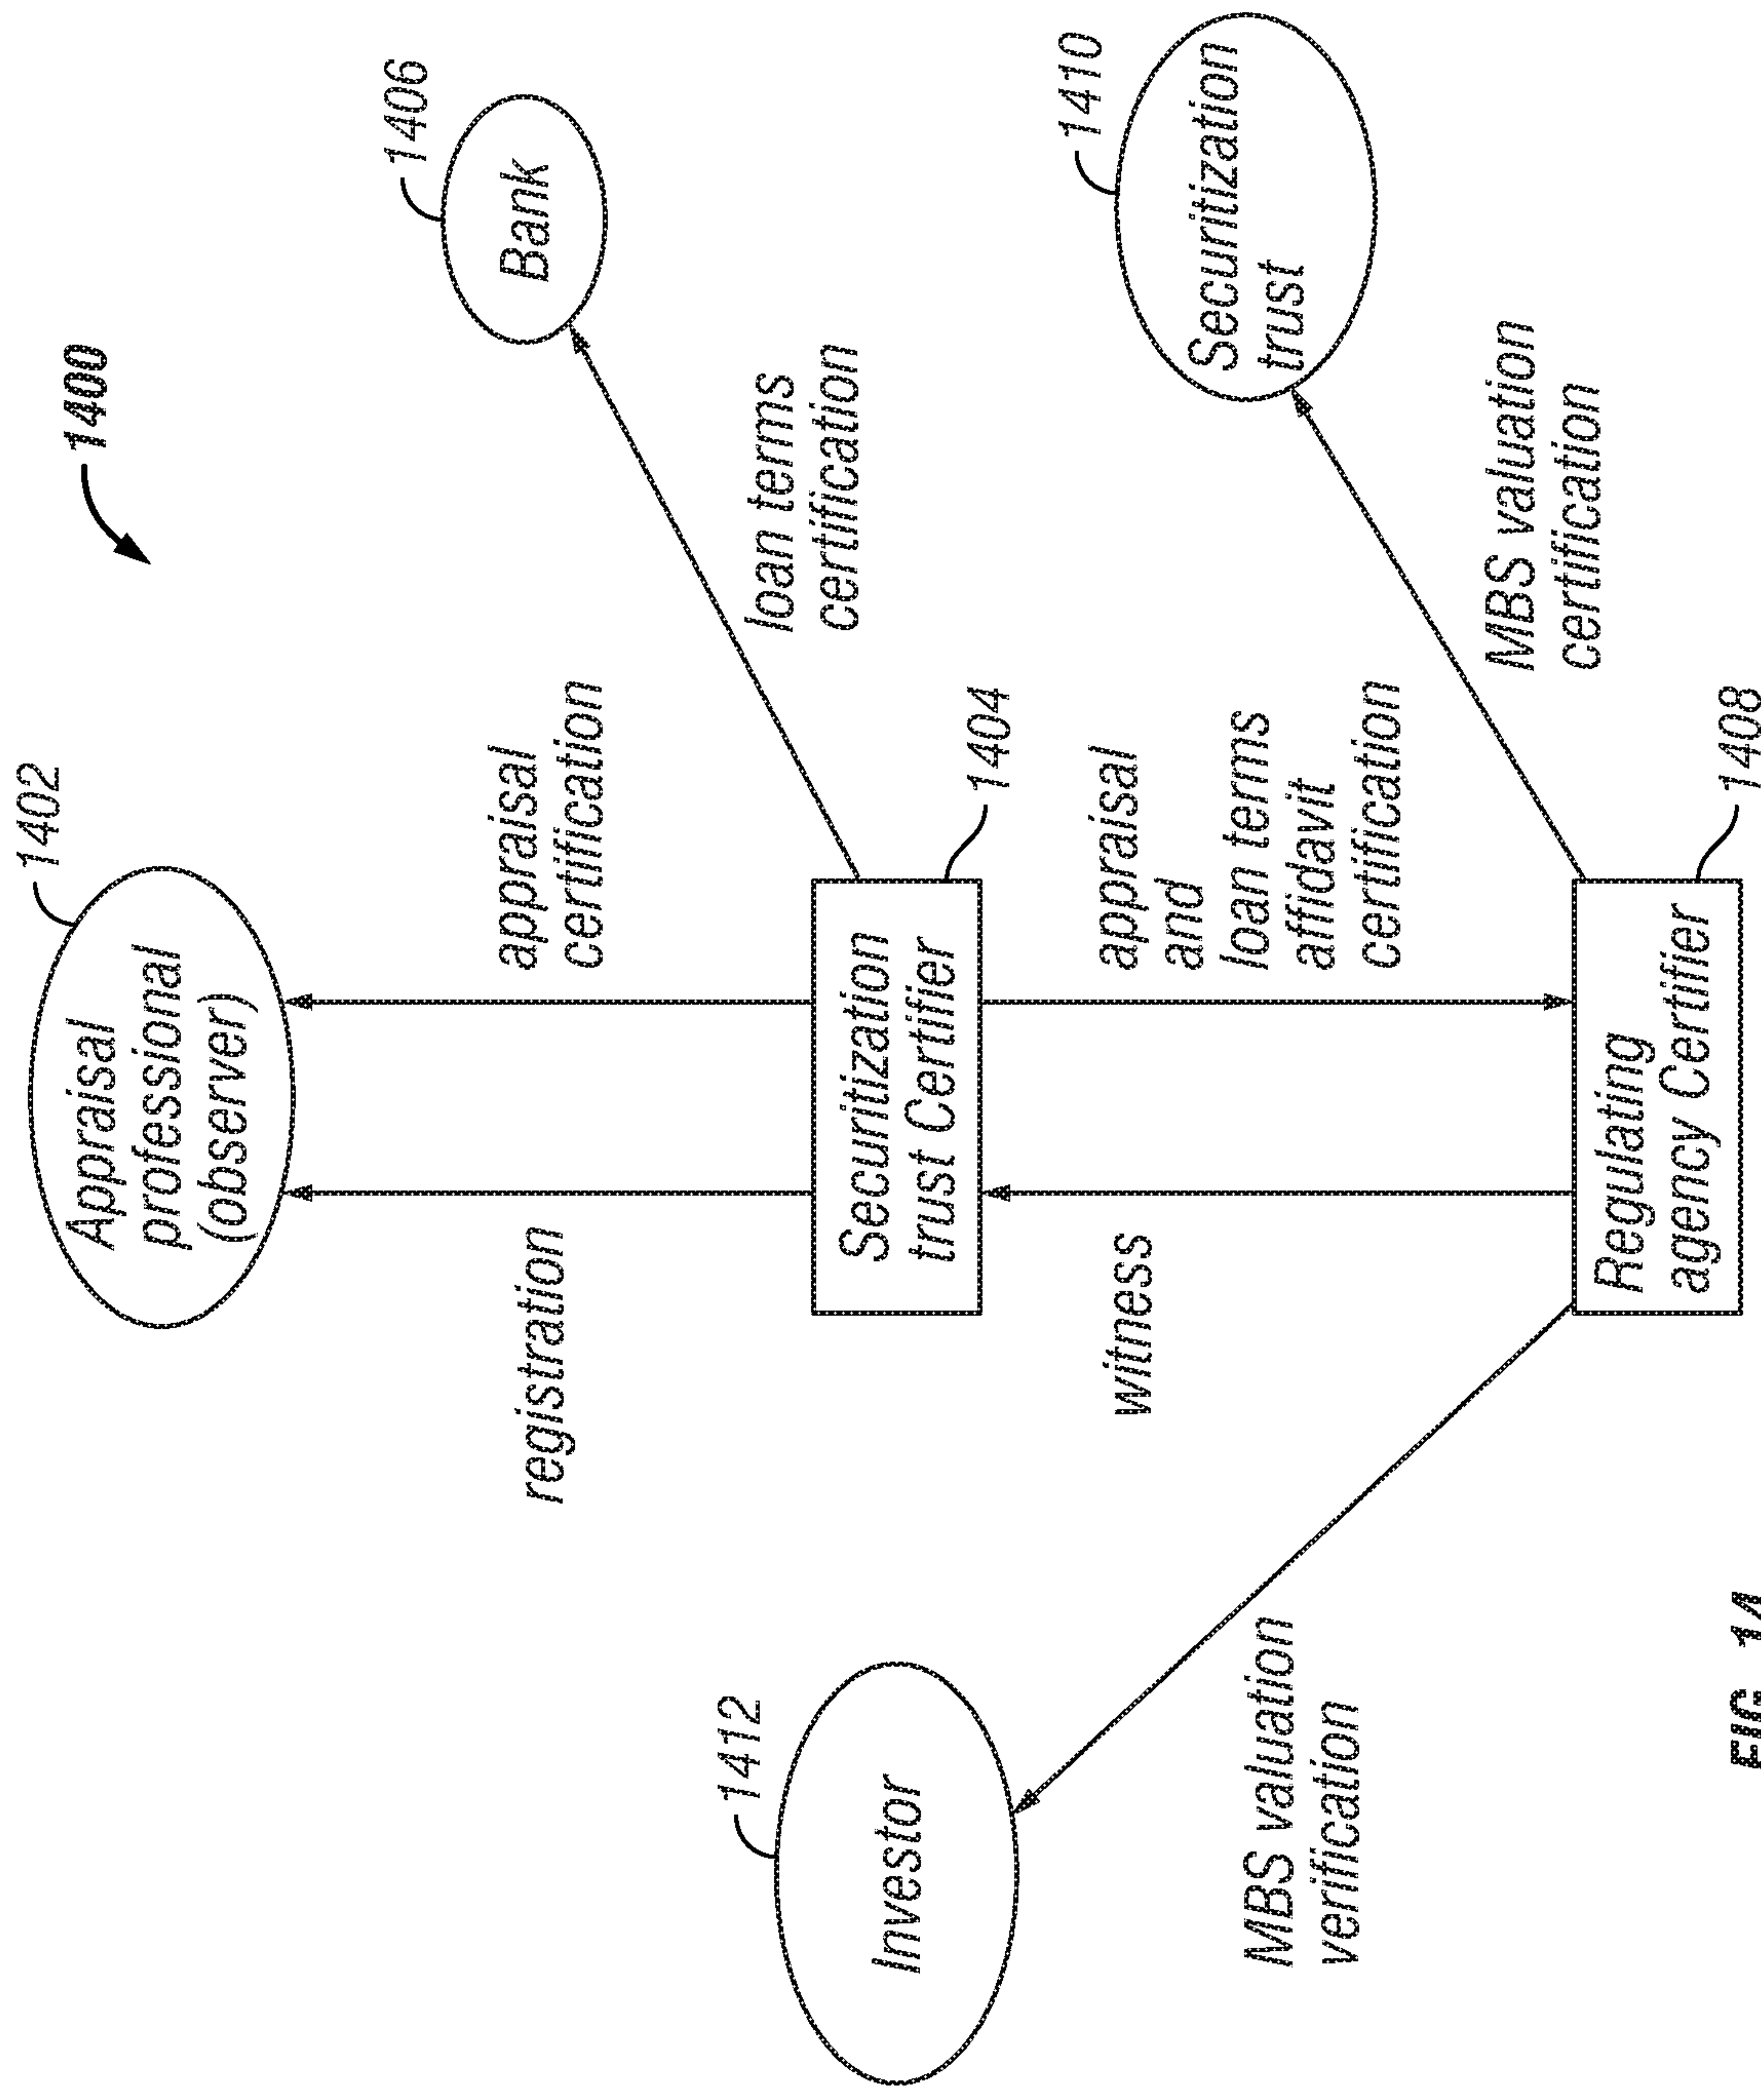 1400
1402
Appraisal
professional
(observer)
1406
Bank
registration
appraisal
certification
loan terms
certification
1412
Investor
Securitization
trust Certifier
1404
1410
Securitization
trust
witness
appraisal
and
loan terms
affidavit
certification
MBS valuation
verification
MBS valuation
certification
Regulating
agency Certifier
1408
FIG. 14